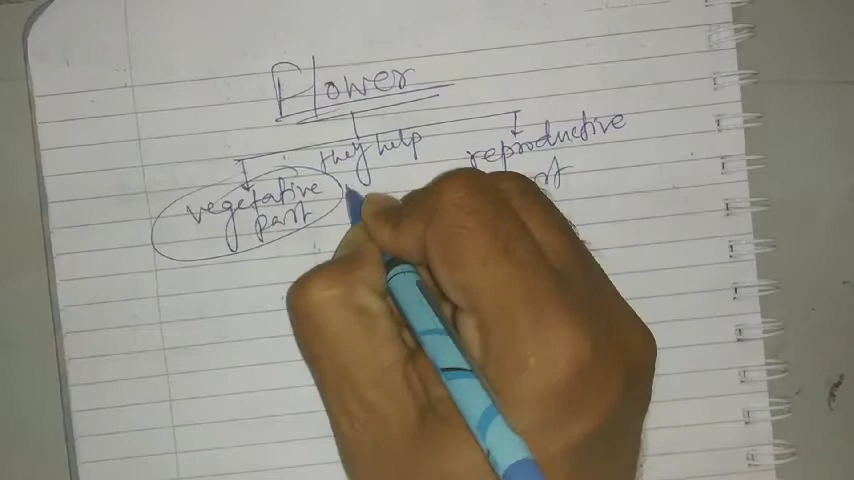 Flower
they help
reproductive
vegetative
part